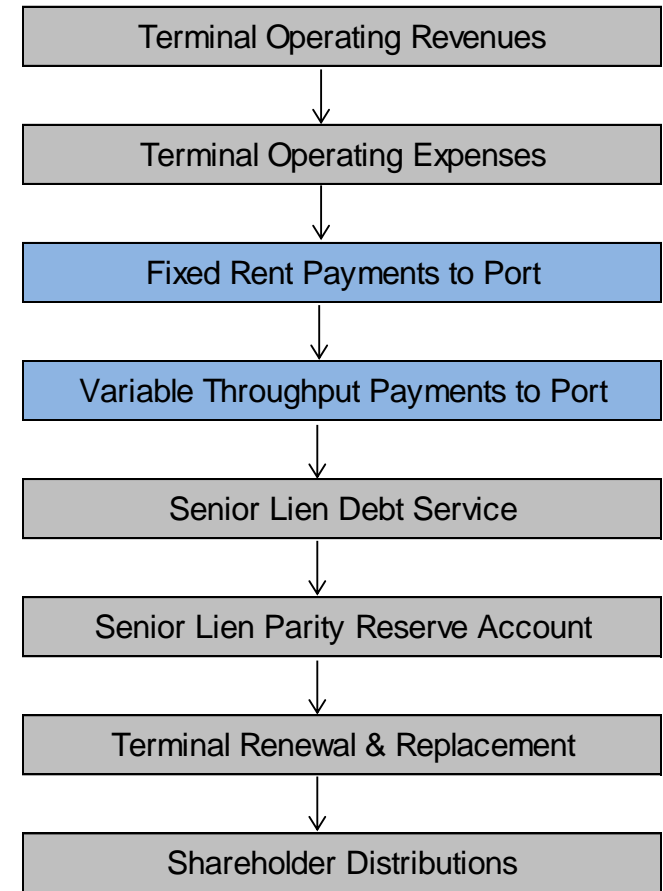 Terminal Operating Revenues
Terminal Operating Expenses
Fixed Rent Payments to Port
Variable Throughput Payments to Port
Senior Lien Debt Service
Senior Lien Parity Reserve Account
Terminal Renewal & Replacement
Shareholder Distributions